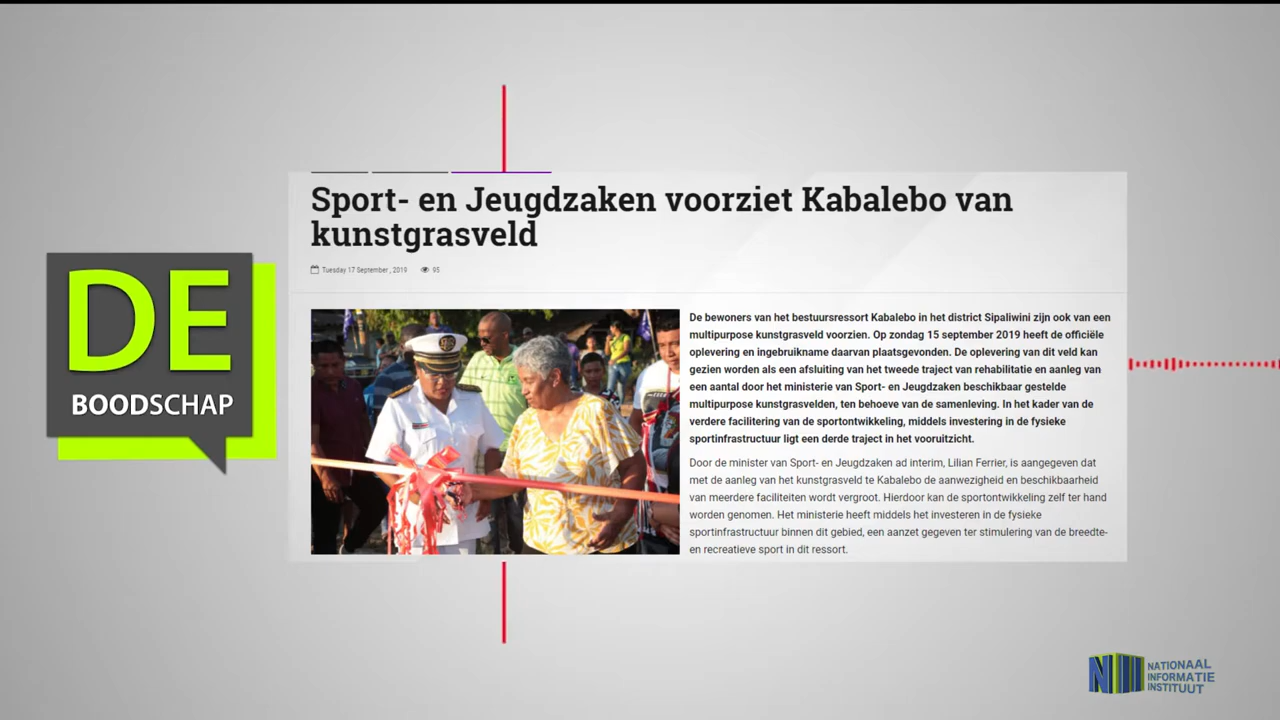 DE
BOODSCHAP
Sport- en Jeugdzaken voorziet Kabalebo van
kunstgrasveld
Tuesday 17 September , 2019 95
De bewoners van het bestuursressort Kabalebo in het district Sipaliwini zijn ook van een
multipurpose kunstgrasveld voorzien. Op zondag 15 september 2019 heeft de officiële
oplevering en ingebruikname daarvan plaatsgevonden. De oplevering van dit veld kan
gezien worden als een afsluiting van het tweede traject van rehabilitatie en aanleg van
een aantal door het ministerie van Sport- en Jeugdzaken beschikbaar gestelde
multipurpose kunstgrasvelden, ten behoeve van de samenleving. In het kader van de
verdere facilitering van de sportontwikkeling, middels investering in de fysieke
sportinfrastructuur ligt een derde traject in het vooruitzicht.
Door de minister van Sport- en Jeugdzaken ad interim, Lilian Ferrier, is aangegeven dat
met de aanleg van het kunstgrasveld te Kabalebo de aanwezigheid en beschikbaarheid
van meerdere faciliteiten wordt vergroot. Hierdoor kan de sportontwikkeling zelf ter hand
worden genomen. Het ministerie heeft middels het investeren in de fysieke
sportinfrastructuur binnen dit gebied, een aanzet gegeven ter stimulering van de breedte-
en recreatieve sport in dit ressort.
NII NATIONAAL
INFORMATIE
INSTITUUT